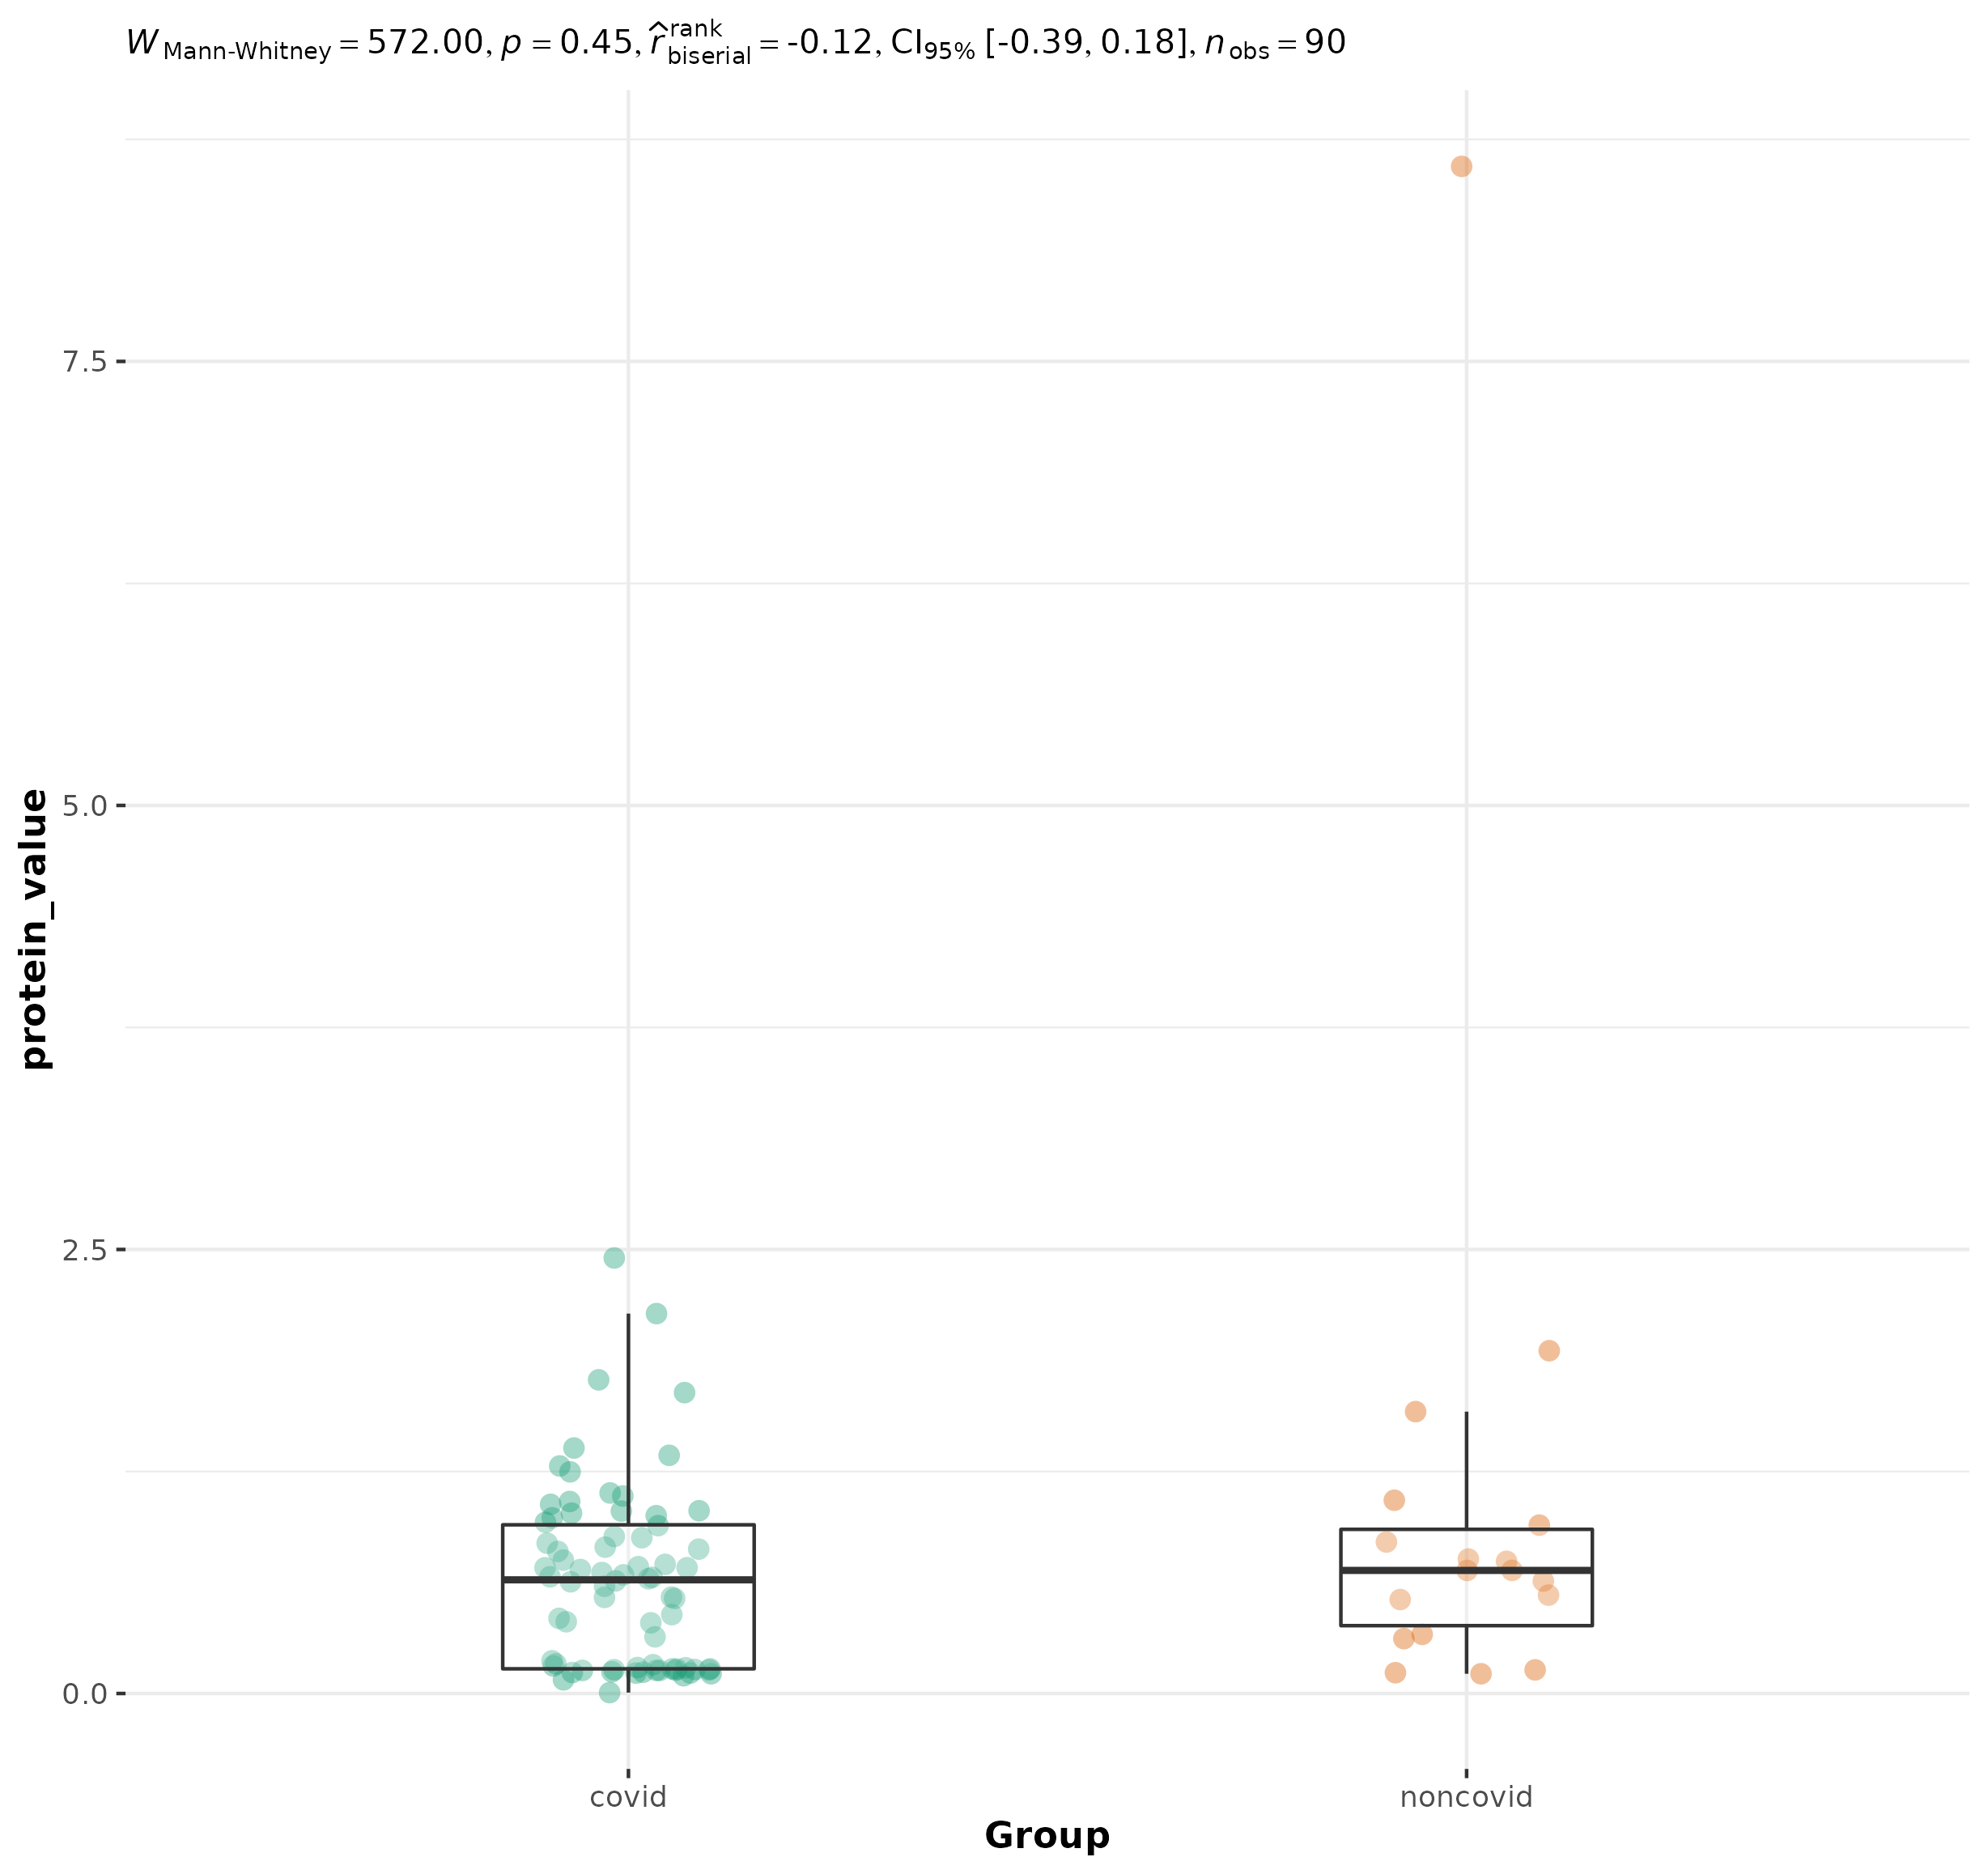 W Mann-Whitney = 572.00, p = 0.45, r̂ rank biserial = -0.12, CI95% [-0.39, 0.18], n obs = 90
7.5
5.0
2.5
0.0
protein_value
covid noncovid
Group